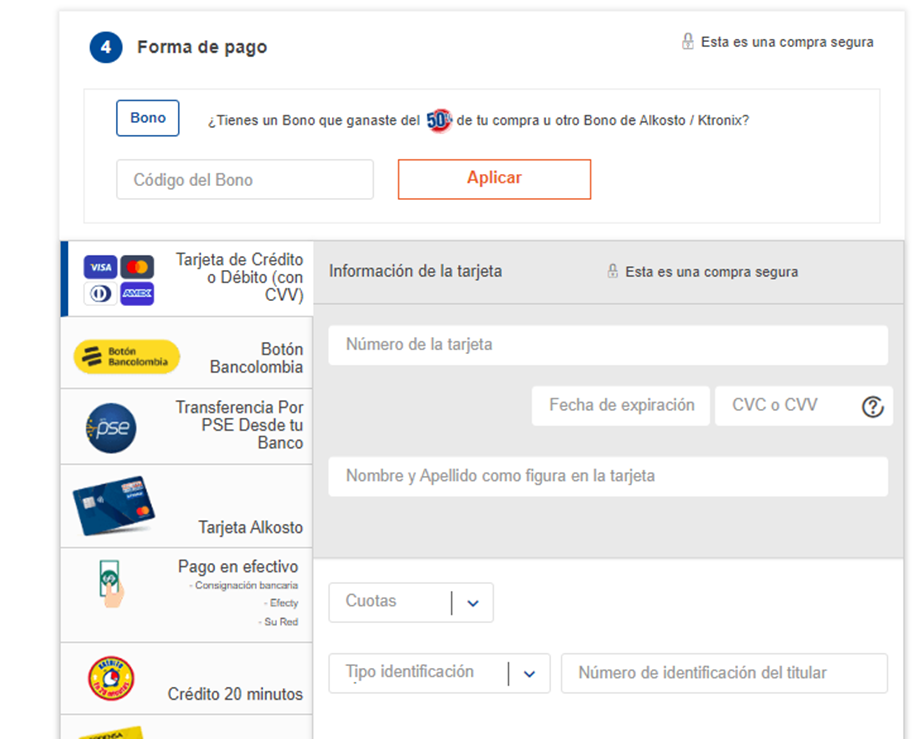 4 Forma de pago
Esta es una compra segura
Bono
¿Tienes un Bono que ganaste del 50% de tu compra u otro Bono de Alkosto / Ktronix?
Código del Bono
Aplicar
VISA
AMEX
Tarjeta de Crédito
o Débito (con
CVV)
Botón
Bancolombia
Botón
Bancolombia
pse
Transferencia Por
PSE Desde tu
Banco
Tarjeta Alkosto
Pago en efectivo
- Consignación bancaria
- Efecty
- Su Red
CRÉDITO
20 minutos
Crédito 20 minutos
Información de la tarjeta
Esta es una compra segura
Número de la tarjeta
Fecha de expiración
CVC o CVV
?
Nombre y Apellido como figura en la tarjeta
Cuotas
Tipo identificación
Número de identificación del titular